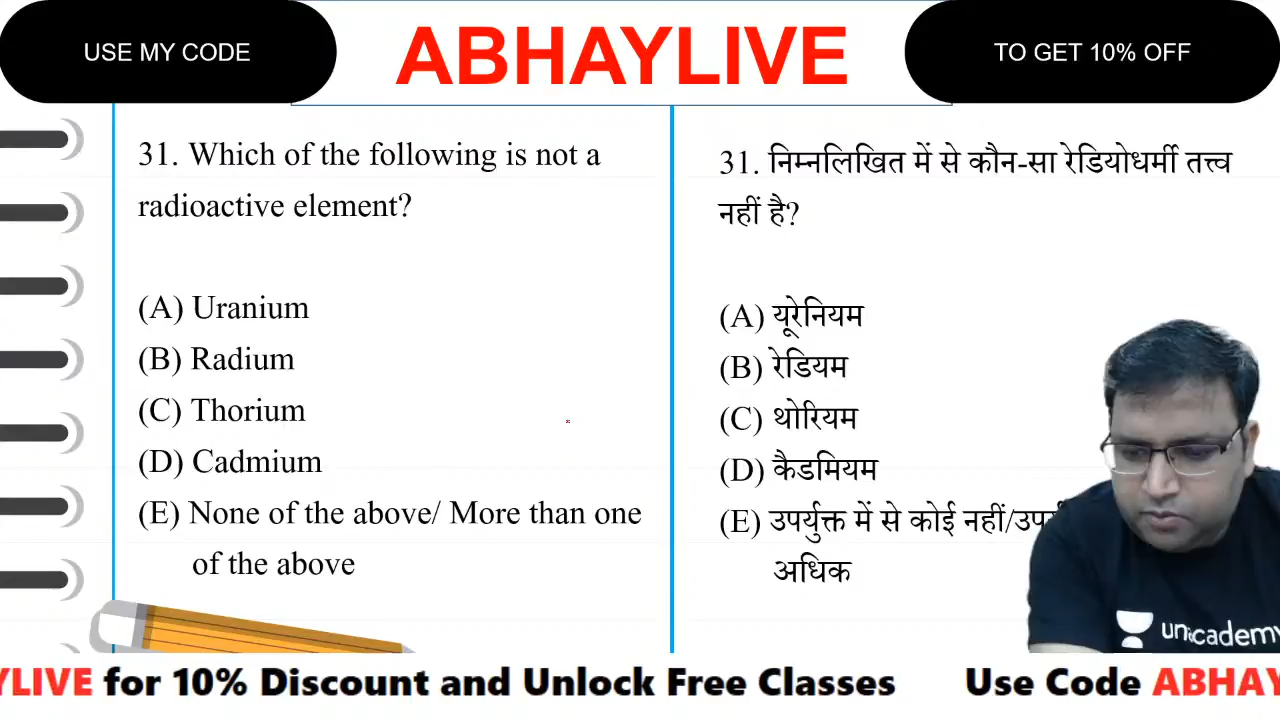 USE MY CODE
ABHAYLIVE
TO GET 10% OFF
31. Which of the following is not a
radioactive element?
(A) Uranium
(B) Radium
(C) Thorium
(D) Cadmium
(E) None of the above/ More than one
of the above
31. निम्नलिखित में से कौन-सा रेडियोधर्मी तत्त्व
नहीं है?
(A) यूरेनियम
(B) रेडियम
(C) थोरियम
(D) कैडमियम
(E) उपर्युक्त में से कोई नहीं/
अधिक
unacademy
YLIVE for 10% Discount and Unlock Free Classes Use Code ABHAY